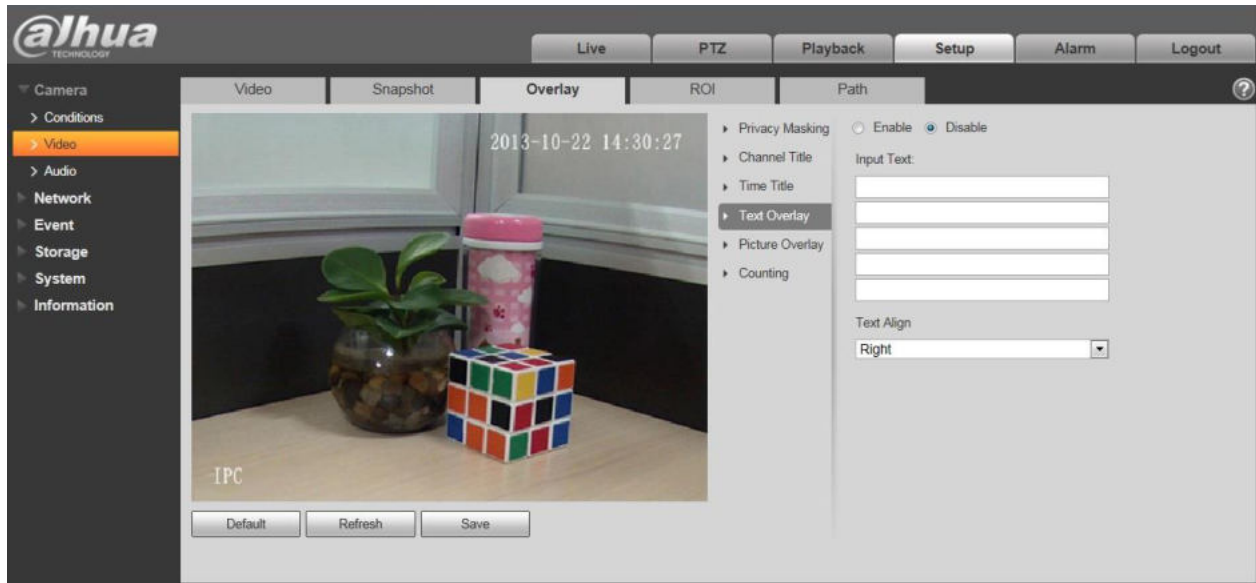 alhua
TECHNOLOGY
Live
PTZ
Playback
Setup
Alarm
Logout
Camera
Conditions
Video
Audio
Network
Event
Storage
System
Information
Video
Snapshot
Overlay
ROI
Path
?
2013-10-22 14:30:27
IPC
Default
Refresh
Save
Privacy Masking
Channel Title
Time Title
Text Overlay
Picture Overlay
Counting
Enable
Disable
Input Text:
Text Align
Right